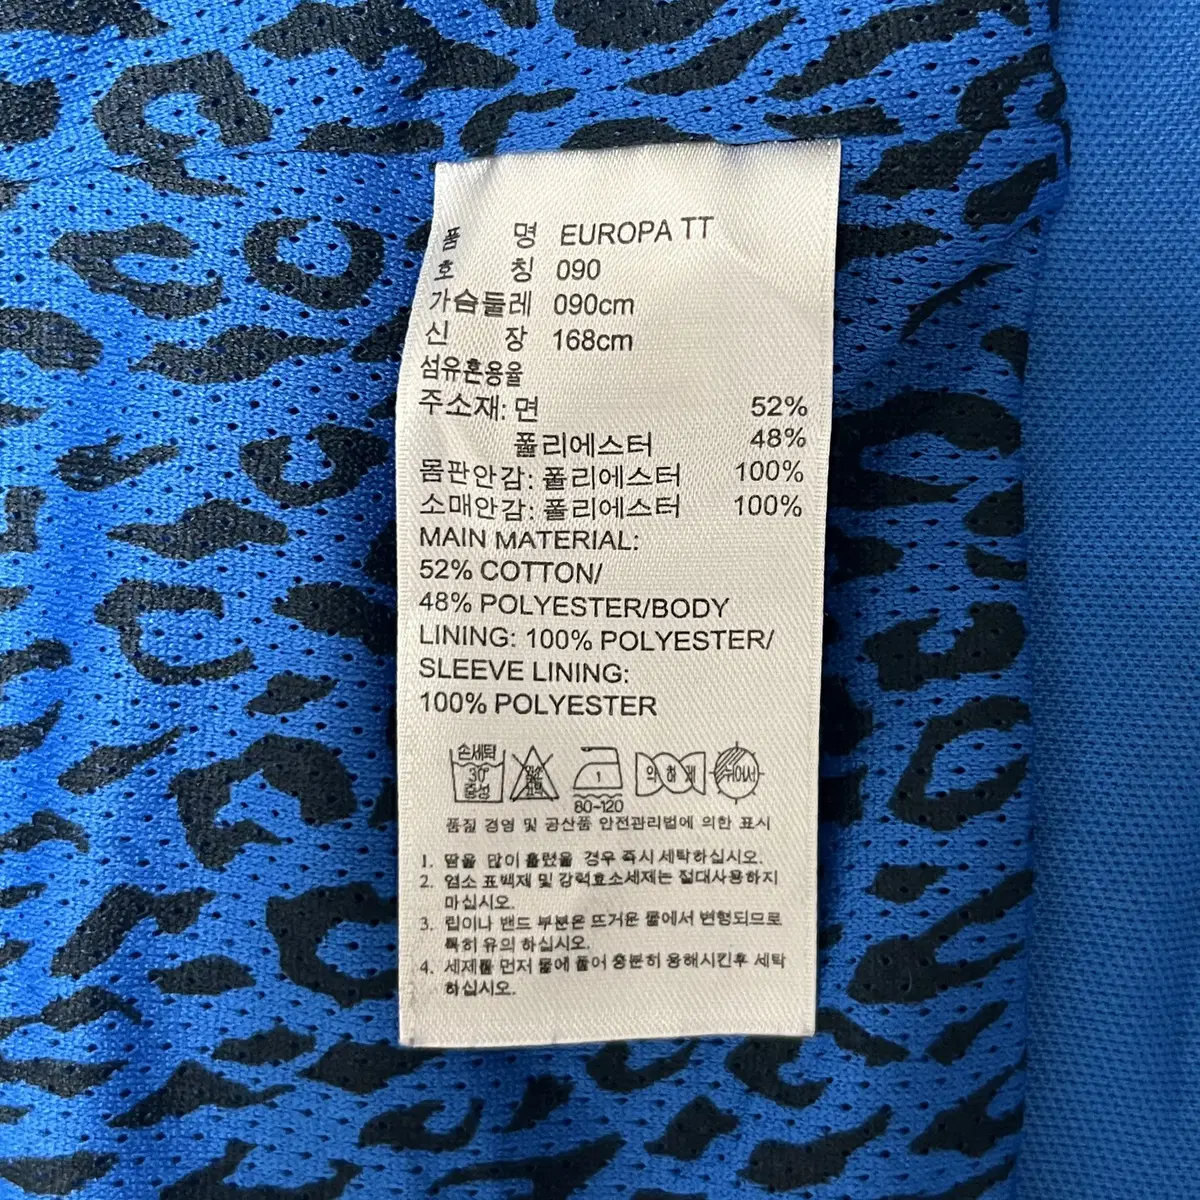 품 명 EUROPA TT
호 칭 090
가슴둘레 090cm
신 장 168cm
섬유혼용율
주소재: 면 52%
폴리에스터 48%
몸판안감: 폴리에스터 100%
소매안감: 폴리에스터 100%
MAIN MATERIAL:
52% COTTON/
48% POLYESTER/BODY
LINING: 100% POLYESTER/
SLEEVE LINING:
100% POLYESTER
손세탁 30° 중성
1 80-120
약하게
뉘어서
품질 경영 및 공산품 안전관리법에 의한 표시
1. 땀을 많이 흘렸을 경우 즉시 세탁하십시오.
2. 염소 표백제 및 강력효소세제는 절대사용하지
마십시오.
3. 립이나 밴드 부분은 뜨거운 물에서 변형되므로
특히 유의 하십시오.
4. 세제를 먼저 물에 풀어 충분히 용해시킨후 세탁
하십시오.